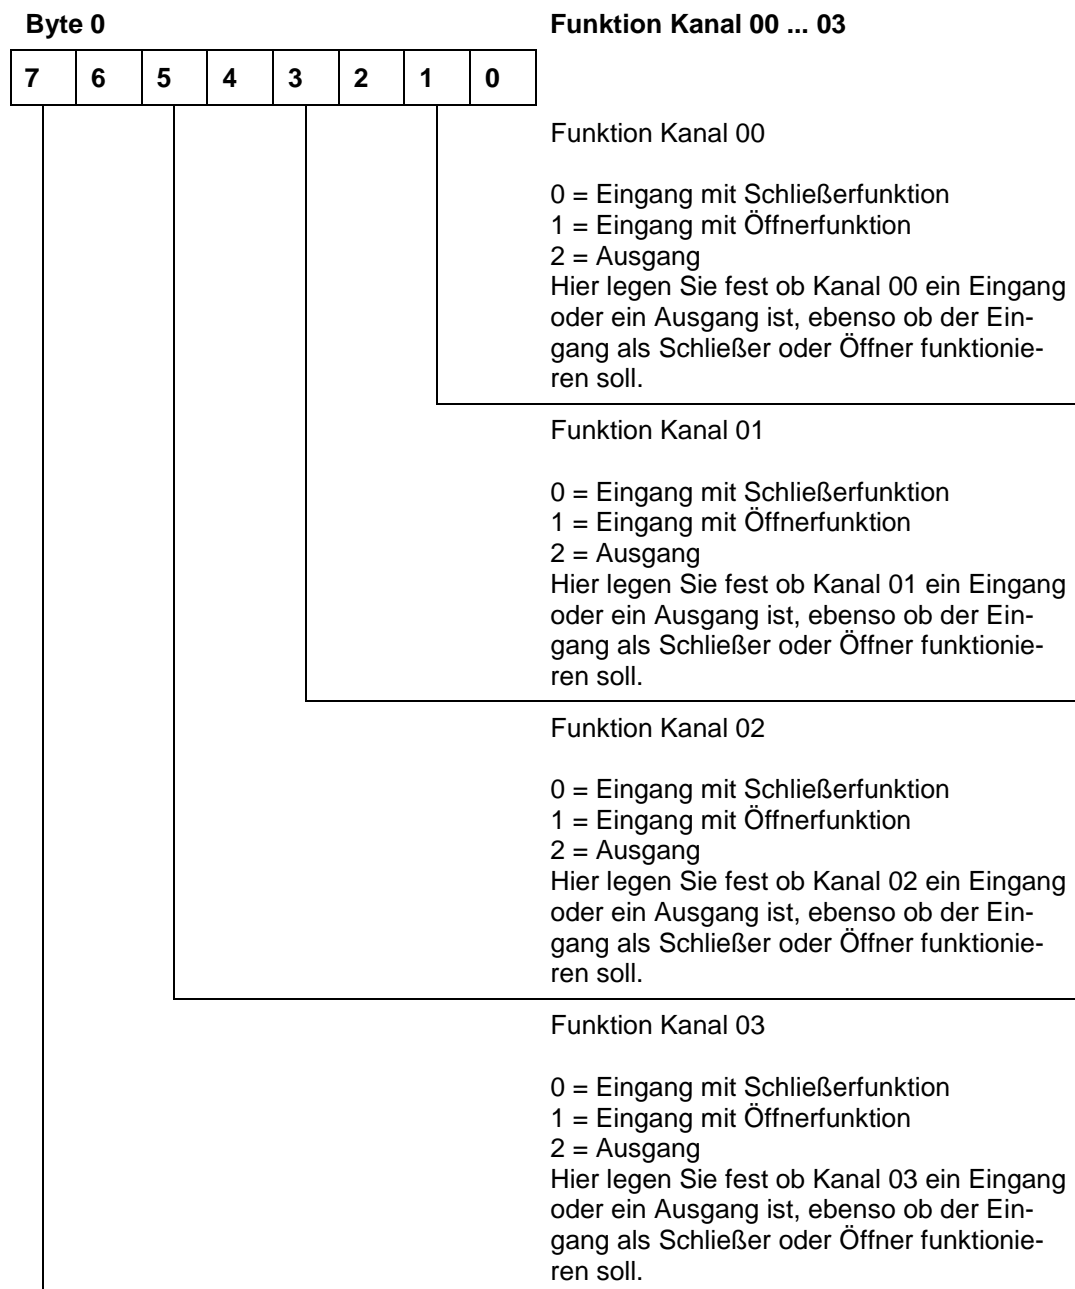 Byte 0
Funktion Kanal 00 ... 03
7 6 5 4 3 2 1 0
Funktion Kanal 00
0 = Eingang mit Schließerfunktion
1 = Eingang mit Öffnerfunktion
2 = Ausgang
Hier legen Sie fest ob Kanal 00 ein Eingang
oder ein Ausgang ist, ebenso ob der Ein-
gang als Schließer oder Öffner funktionie-
ren soll.
Funktion Kanal 01
0 = Eingang mit Schließerfunktion
1 = Eingang mit Öffnerfunktion
2 = Ausgang
Hier legen Sie fest ob Kanal 01 ein Eingang
oder ein Ausgang ist, ebenso ob der Ein-
gang als Schließer oder Öffner funktionie-
ren soll.
Funktion Kanal 02
0 = Eingang mit Schließerfunktion
1 = Eingang mit Öffnerfunktion
2 = Ausgang
Hier legen Sie fest ob Kanal 02 ein Eingang
oder ein Ausgang ist, ebenso ob der Ein-
gang als Schließer oder Öffner funktionie-
ren soll.
Funktion Kanal 03
0 = Eingang mit Schließerfunktion
1 = Eingang mit Öffnerfunktion
2 = Ausgang
Hier legen Sie fest ob Kanal 03 ein Eingang
oder ein Ausgang ist, ebenso ob der Ein-
gang als Schließer oder Öffner funktionie-
ren soll.